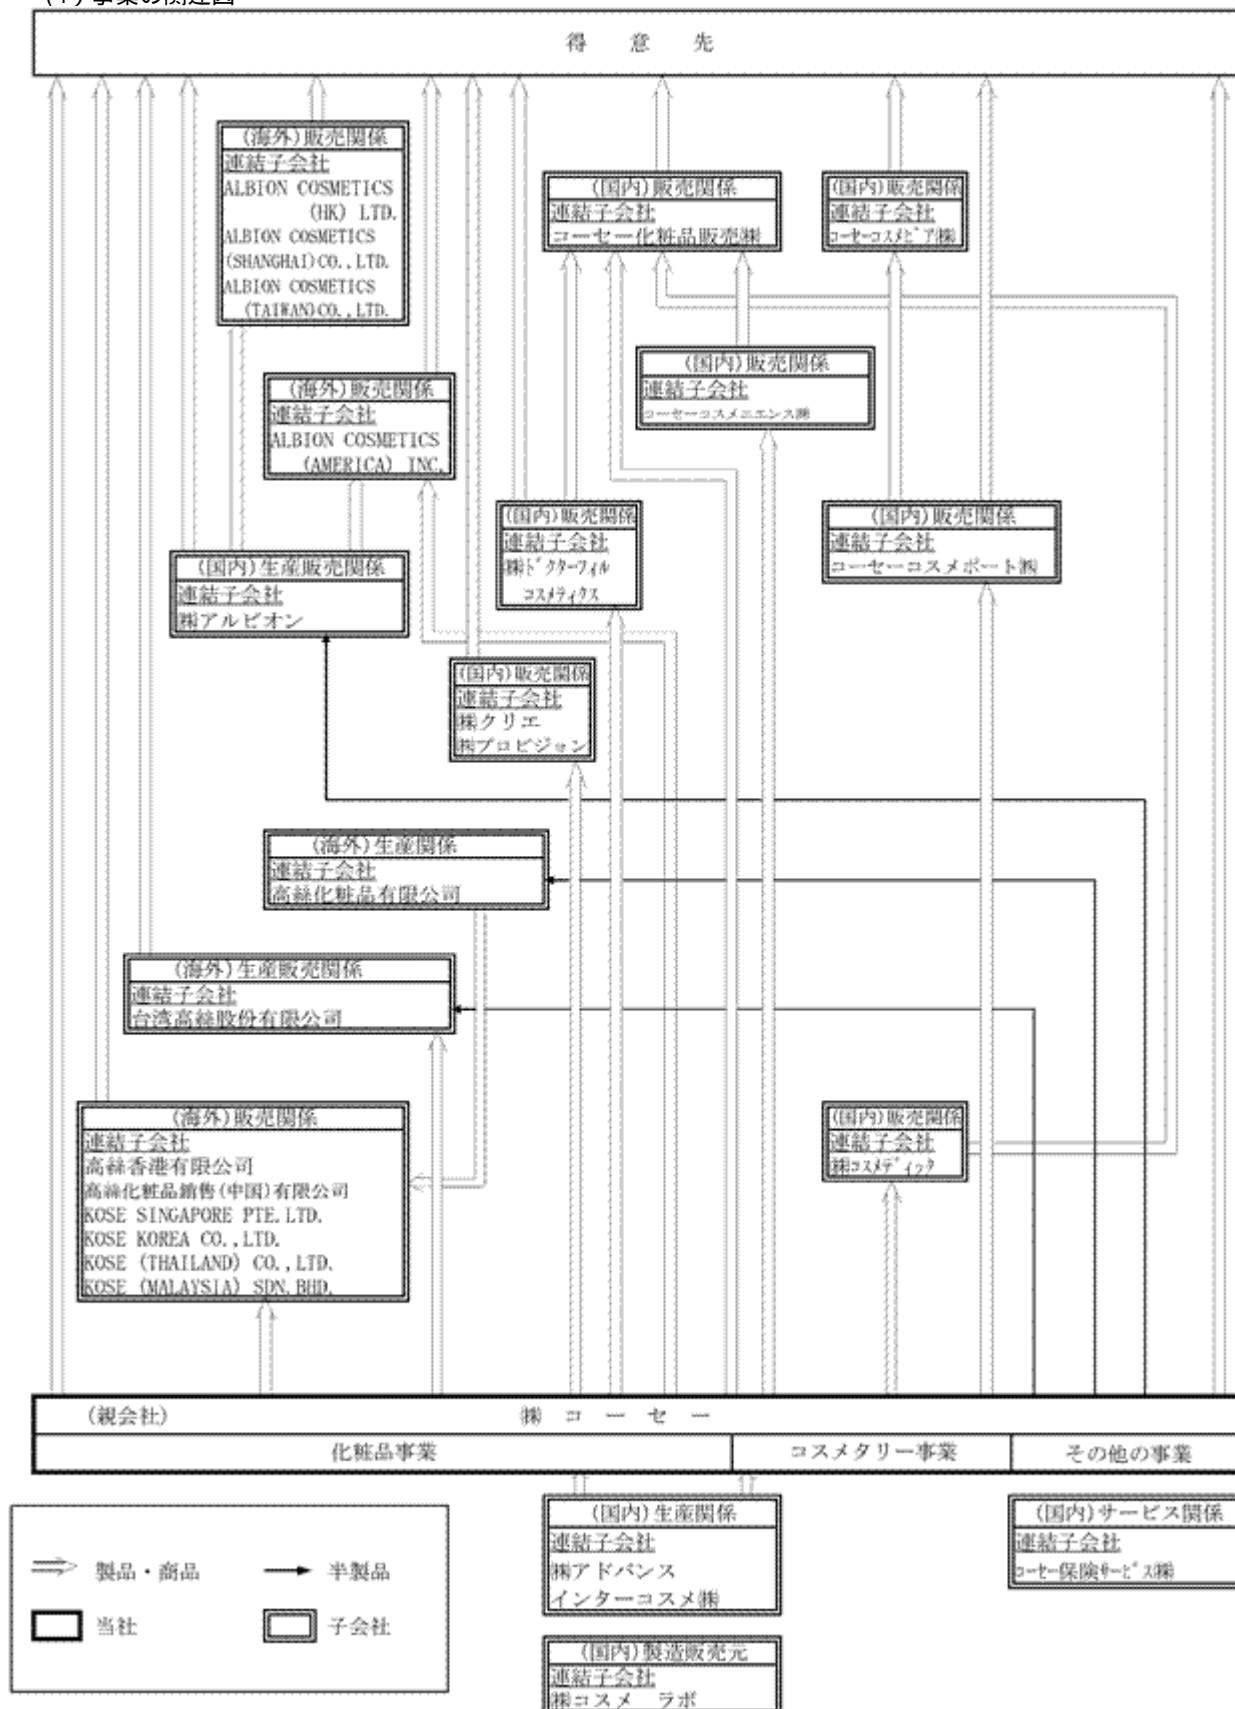 (1) 事業の関連図
得 意 先
(海外)販売関係
連結子会社
ALBION COSMETICS
(HK) LTD.
ALBION COSMETICS
(SHANGHAI)CO.,LTD.
ALBION COSMETICS
(TAIWAN)CO.,LTD.
(国内)販売関係
連結子会社
コーセー化粧品販売㈱
(国内)販売関係
連結子会社
コーセーコスメピア㈱
(国内)販売関係
連結子会社
コーセーコスメニエンス㈱
(海外)販売関係
連結子会社
ALBION COSMETICS
(AMERICA) INC.
(国内)販売関係
連結子会社
㈱ドクターフィル
コスメティクス
(国内)販売関係
連結子会社
コーセーコスメポート㈱
(国内)生産販売関係
連結子会社
㈱アルビオン
(国内)販売関係
連結子会社
㈱クリエ
㈱プロビジョン
(海外)生産関係
連結子会社
高絲化粧品有限公司
(海外)生産販売関係
連結子会社
台湾高絲股份有限公司
(海外)販売関係
連結子会社
高絲香港有限公司
高絲化粧品銷售(中国)有限公司
KOSE SINGAPORE PTE.LTD.
KOSE KOREA CO.,LTD.
KOSE (THAILAND) CO.,LTD.
KOSE (MALAYSIA) SDN.BHD.
(国内)販売関係
連結子会社
㈱コスメディック
(親会社) ㈱ コ ー セ ー
化粧品事業 コスメタリー事業 その他の事業
(国内)生産関係
連結子会社
㈱アドバンス
インターコスメ㈱
(国内)サービス関係
連結子会社
コーセー保険サービス㈱
製品・商品 半製品
当社 子会社
(国内)製造販売元
連結子会社
㈱コスメ ラボ